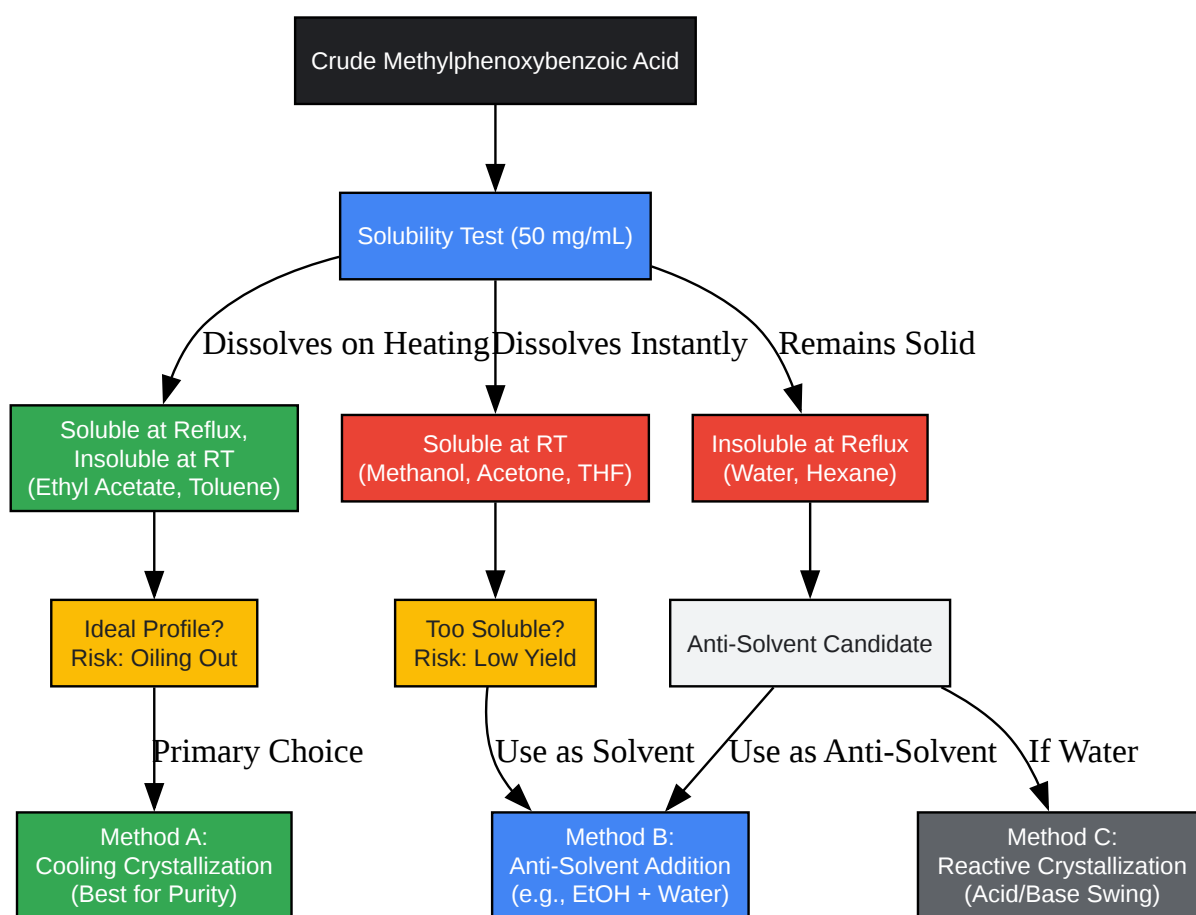 Crude Methylphenoxybenzoic Acid
Solubility Test (50 mg/mL)
Dissolves on Heating
Dissolves Instantly
Remains Solid
Soluble at Reflux,
Insoluble at RT
(Ethyl Acetate, Toluene)
Soluble at RT
(Methanol, Acetone, THF)
Insoluble at Reflux
(Water, Hexane)
Ideal Profile?
Risk: Oiling Out
Too Soluble?
Risk: Low Yield
Anti-Solvent Candidate
Primary Choice
Use as Solvent
Use as Anti-Solvent
If Water
Method A:
Cooling Crystallization
(Best for Purity)
Method B:
Anti-Solvent Addition
(e.g., EtOH + Water)
Method C:
Reactive Crystallization
(Acid/Base Swing)